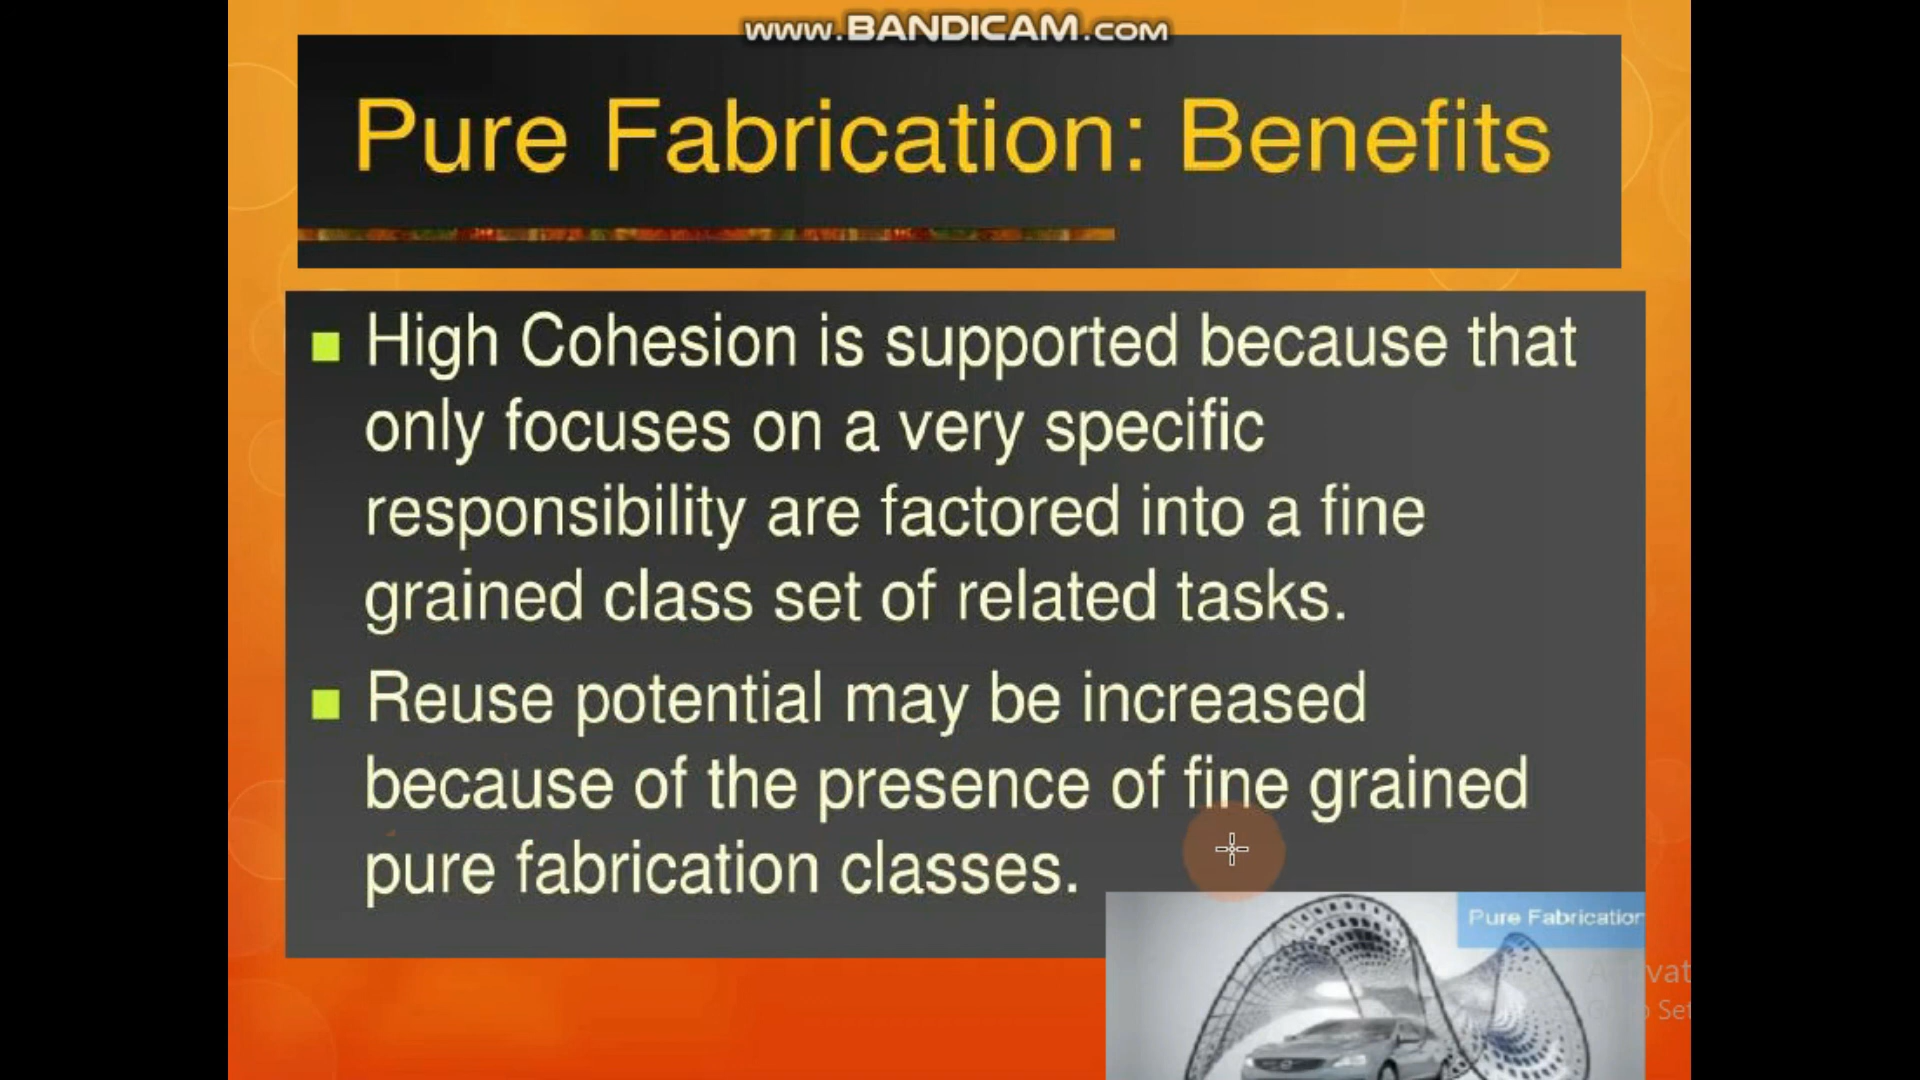 www.BANDICAM.com
Pure Fabrication: Benefits
High Cohesion is supported because that
only focuses on a very specific
responsibility are factored into a fine
grained class set of related tasks.
Reuse potential may be increased
because of the presence of fine grained
pure fabrication classes.
Pure Fabrication